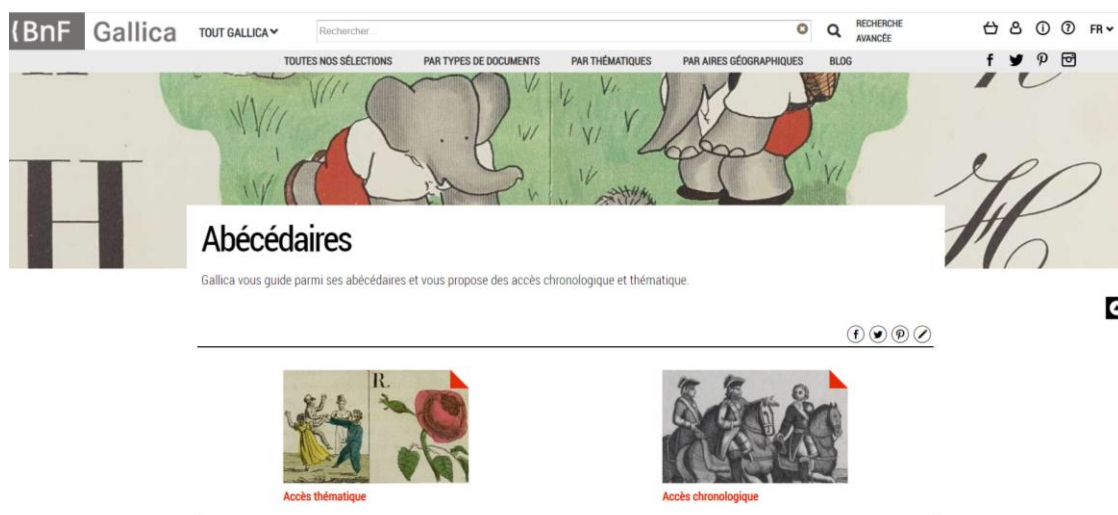 BnF Gallica TOUT GALLICA Rechercher... RECHERCHE
AVANCÉE FR
TOUTES NOS SÉLECTIONS PAR TYPES DE DOCUMENTS PAR THÉMATIQUES PAR AIRES GÉOGRAPHIQUES BLOG
H
H
Abécédaires
Gallica vous guide parmi ses abécédaires et vous propose des accès chronologique et thématique.
R.
Accès thématique Accès chronologique